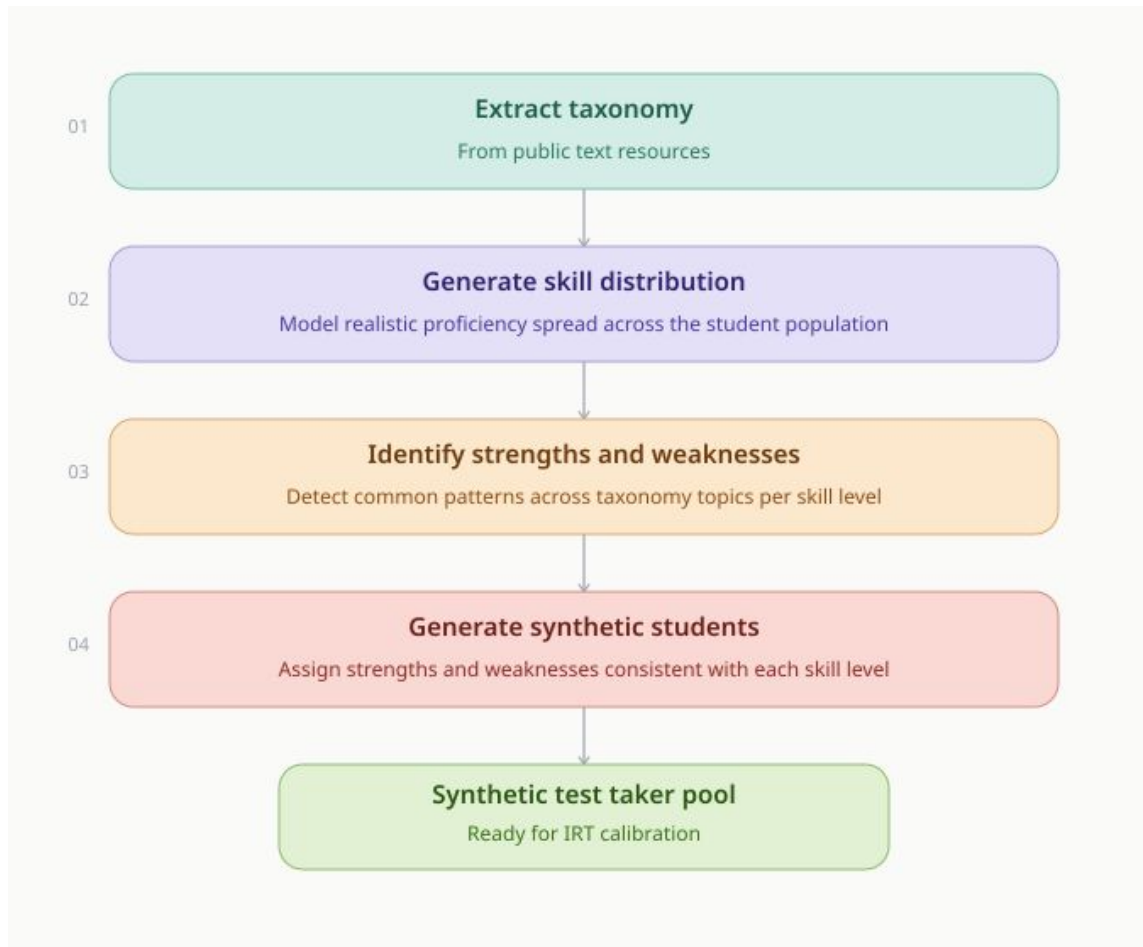 01
Extract taxonomy
From public text resources
02
Generate skill distribution
Model realistic proficiency spread across the student population
03
Identify strengths and weaknesses
Detect common patterns across taxonomy topics per skill level
04
Generate synthetic students
Assign strengths and weaknesses consistent with each skill level
Synthetic test taker pool
Ready for IRT calibration